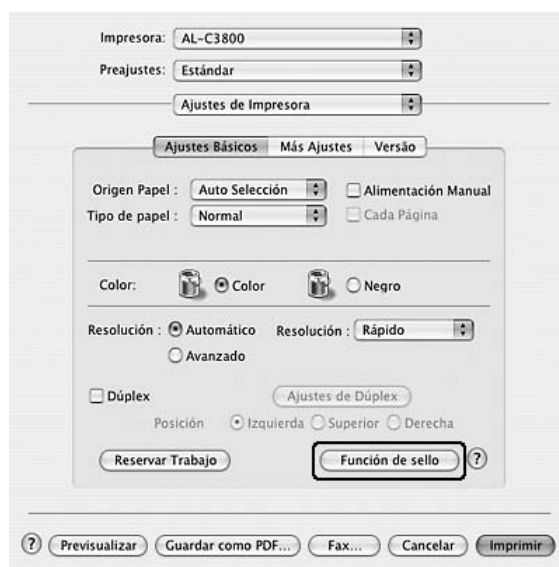 Impresora: AL-C3800
Preajustes: Estándar
Ajustes de Impresora
Ajustes Básicos Más Ajustes Versão
Origen Papel : Auto Selección Alimentación Manual
Tipo de papel : Normal Cada Página
Color: Color Negro
Resolución : Automático Resolución : Rápido
Avanzado
Dúplex Ajustes de Dúplex
Posición Izquierda Superior Derecha
Reservar Trabajo Función de sello ?
? Previsualizar Guardar como PDF... Fax... Cancelar Imprimir